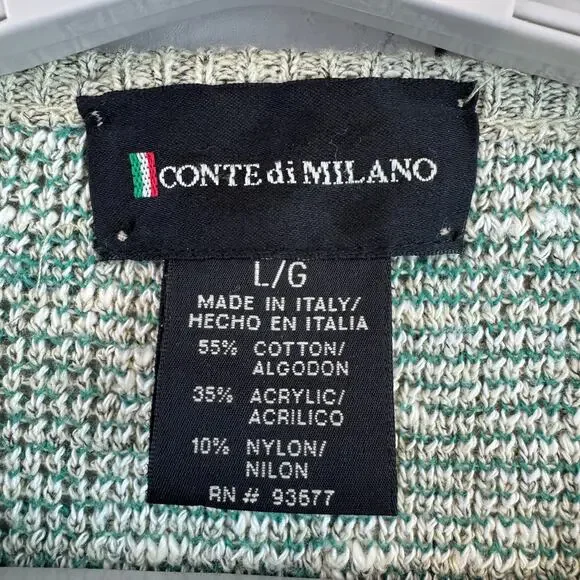 CONTE di MILANO
L/G
MADE IN ITALY/
HECHO EN ITALIA
55% COTTON/
ALGODON
35% ACRYLIC/
ACRILICO
10% NYLON/
NILON
RN # 93677